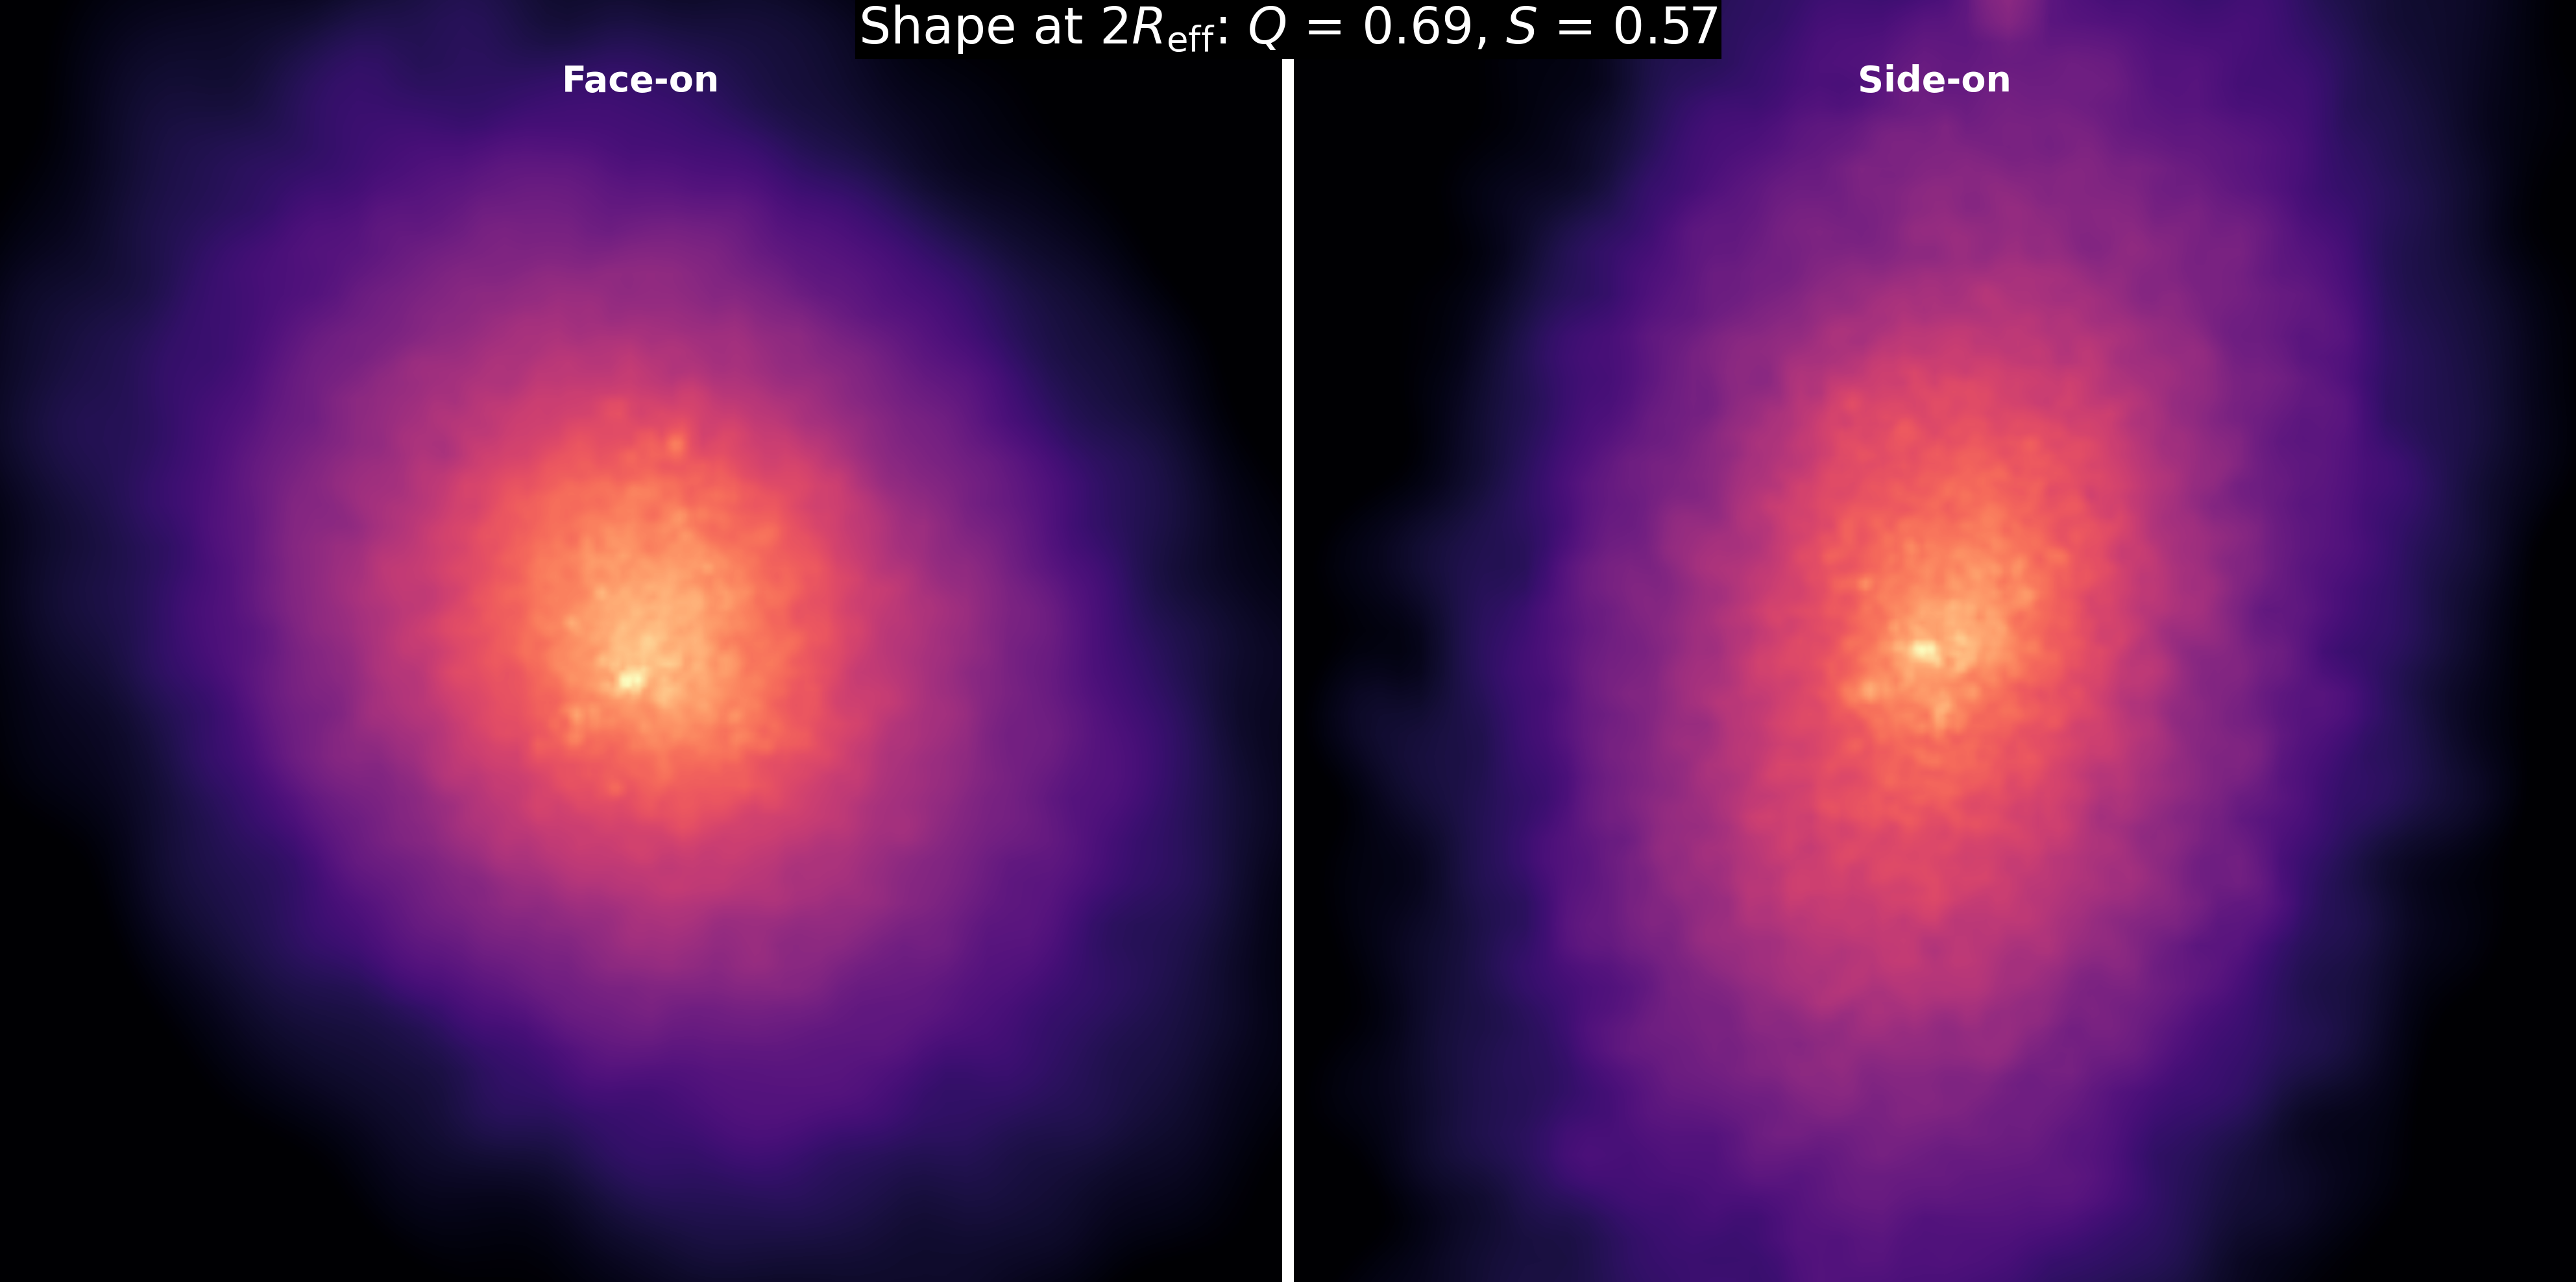 Shape at 2R_eff: Q = 0.69, S = 0.57
Face-on
Side-on